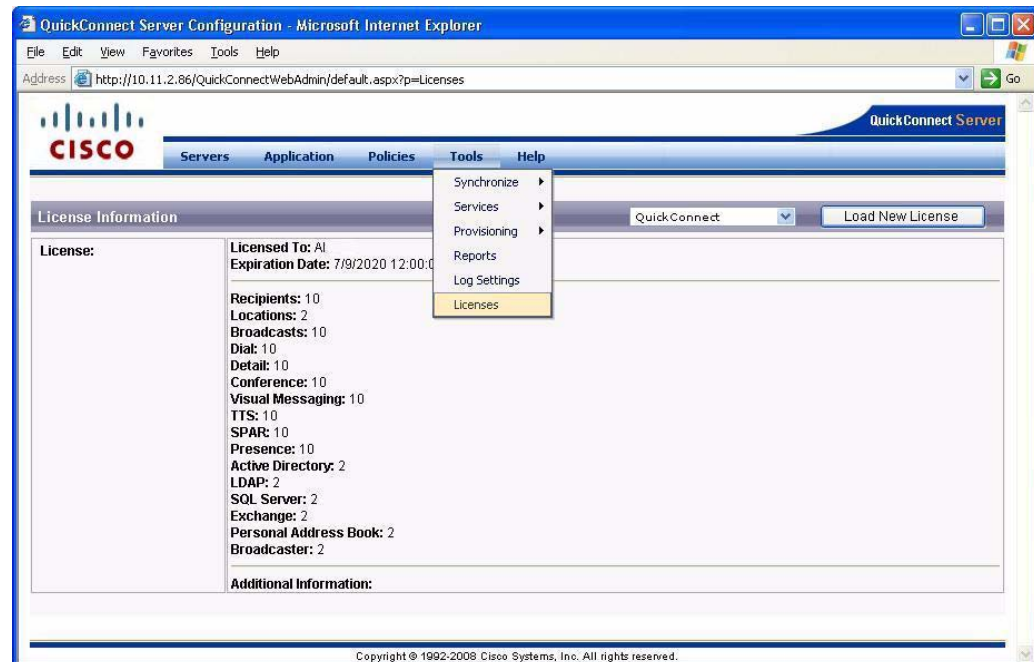 QuickConnect Server Configuration - Microsoft Internet Explorer
File Edit View Favorites Tools Help
Address http://10.11.2.86/QuickConnectWebAdmin/default.aspx?p=Licenses Go
CISCO
QuickConnect Server
Servers Application Policies Tools Help
Synchronize
Services
Provisioning
Reports
Log Settings
Licenses
License Information QuickConnect Load New License
License:
Licensed To: AI
Expiration Date: 7/9/2020 12:00:0
Recipients: 10
Locations: 2
Broadcasts: 10
Dial: 10
Detail: 10
Conference: 10
Visual Messaging: 10
TTS: 10
SPAR: 10
Presence: 10
Active Directory: 2
LDAP: 2
SQL Server: 2
Exchange: 2
Personal Address Book: 2
Broadcaster: 2
Additional Information:
Copyright © 1992-2008 Cisco Systems, Inc. All rights reserved.